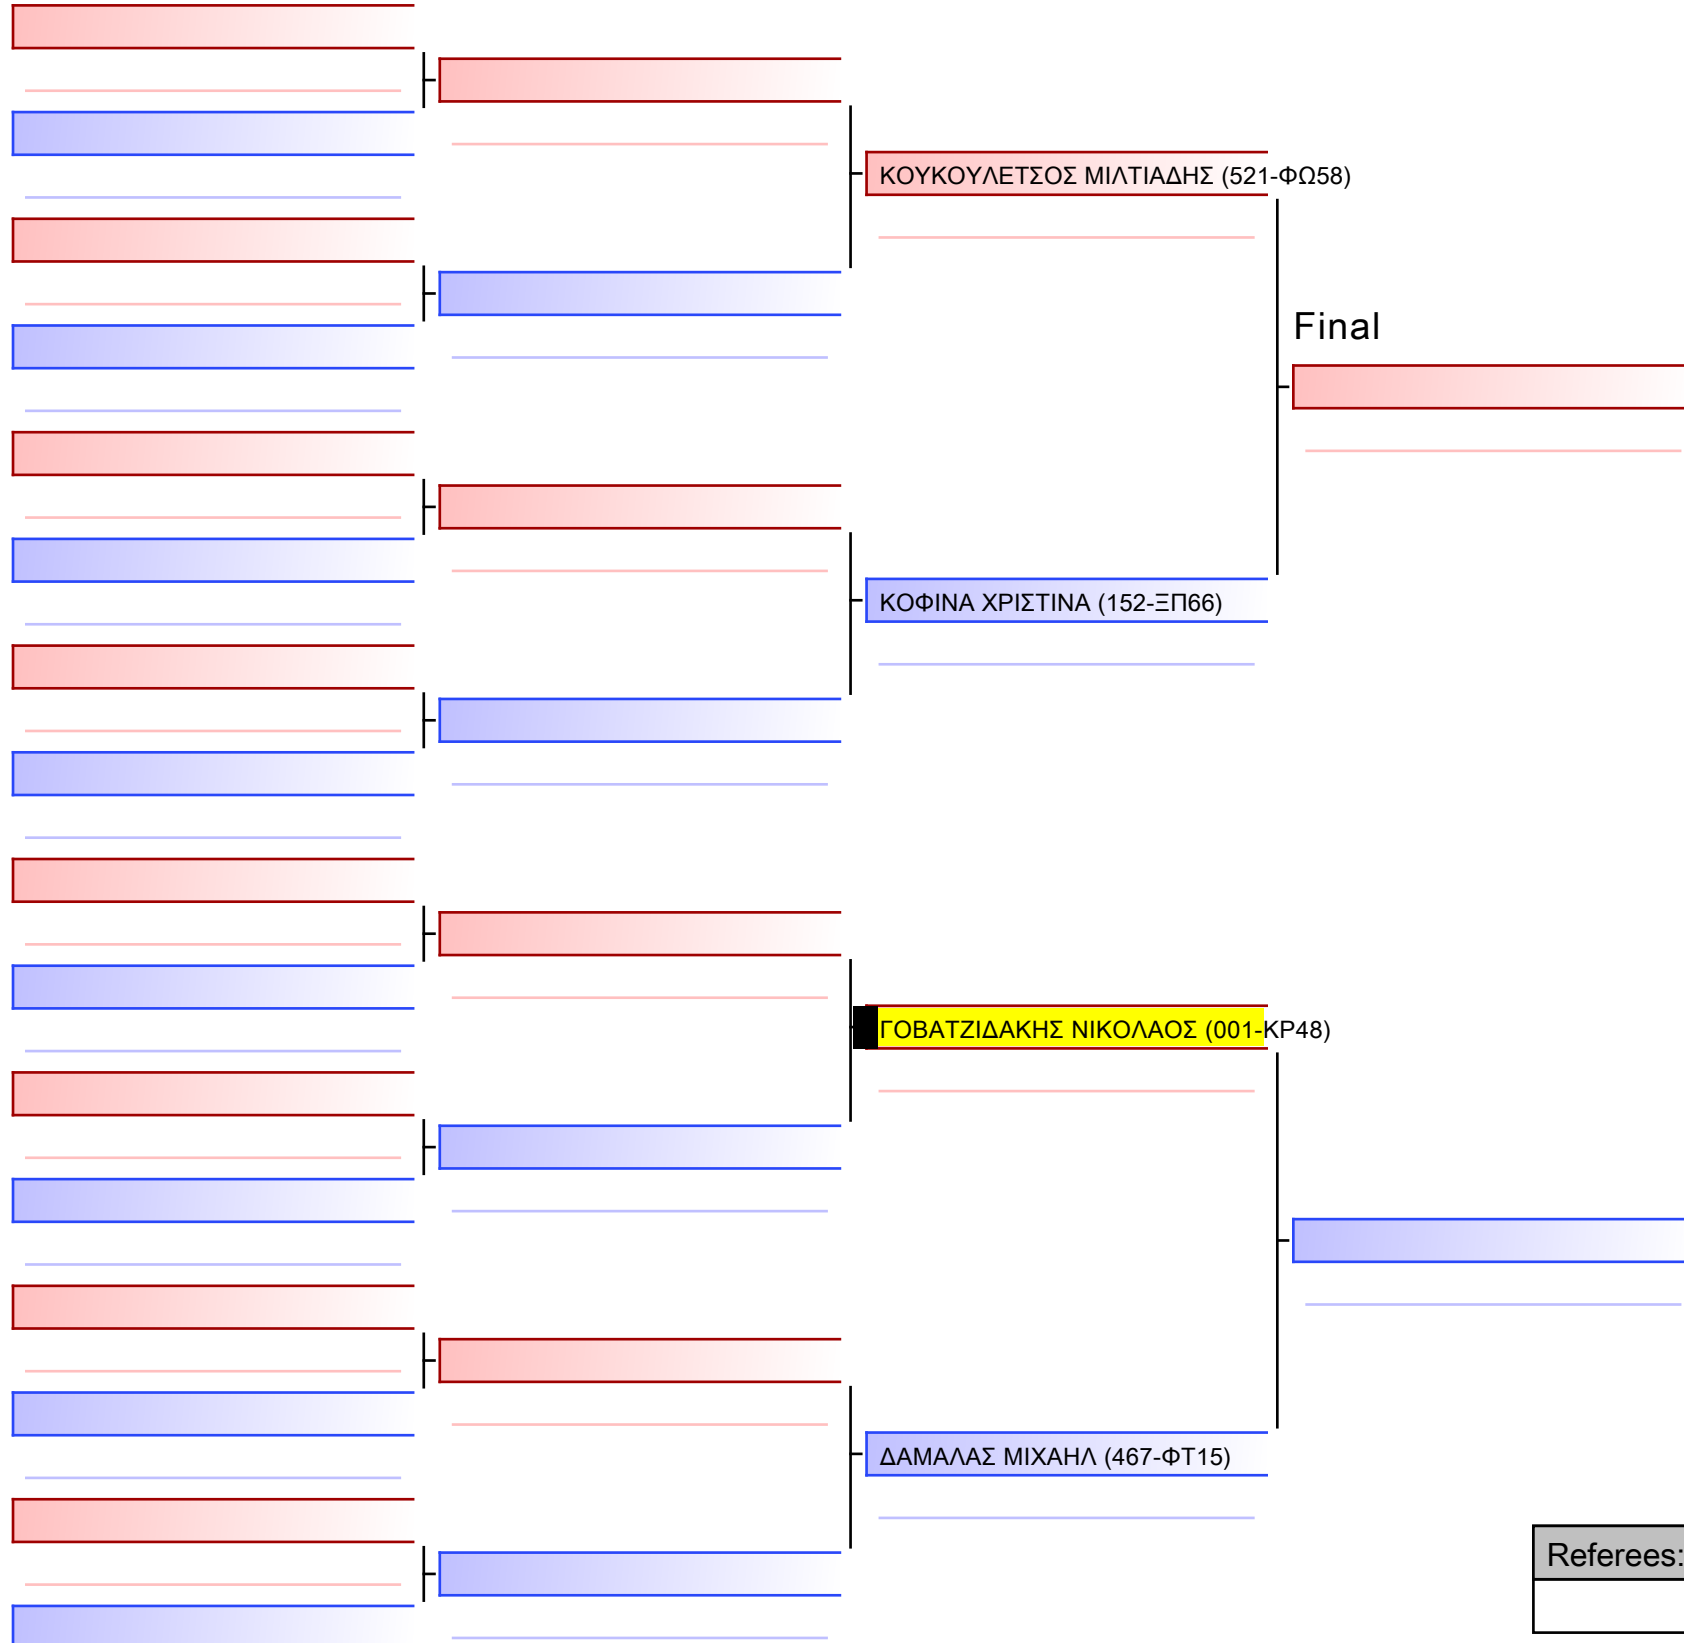 ΚΟΥΚΟΥΛΕΤΣΟΣ ΜΙΛΤΙΑΔΗΣ (521-ΦΩ58)
Final
ΚΟΦΙΝΑ ΧΡΙΣΤΙΝΑ (152-ΞΠ66)
ΓΟΒΑΤΖΙΔΑΚΗΣ ΝΙΚΟΛΑΟΣ (001-ΚΡ48)
ΔΑΜΑΛΑΣ ΜΙΧΑΗΛ (467-ΦΤ15)
Referees: